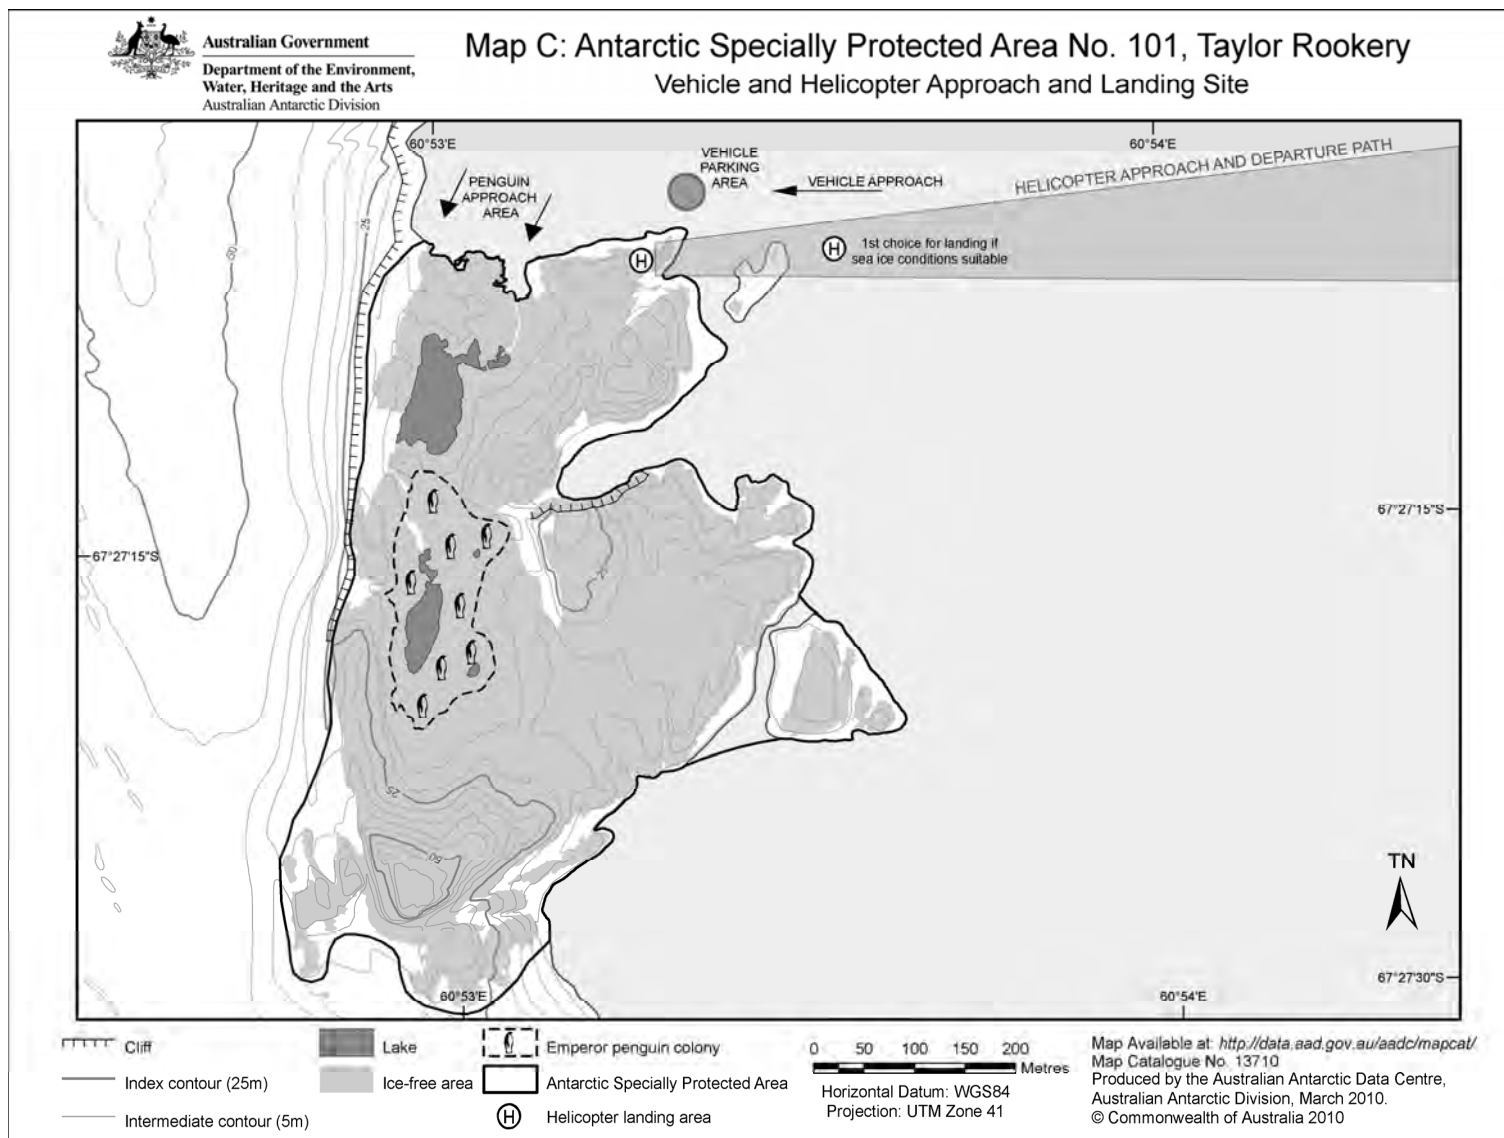 Australian Government
Department of the Environment,
Water, Heritage and the Arts
Australian Antarctic Division
Map C: Antarctic Specially Protected Area No. 101, Taylor Rookery
Vehicle and Helicopter Approach and Landing Site
60°53'E
60°54'E
VEHICLE
PARKING
AREA
PENGUIN
APPROACH
AREA
VEHICLE APPROACH
HELICOPTER APPROACH AND DEPARTURE PATH
H
H
1st choice for landing if
sea ice conditions suitable
25
50
67°27'15"S
67°27'15"S
25
50
TN
67°27'30"S
60°53'E
60°54'E
Cliff
Index contour (25m)
Intermediate contour (5m)
Lake
Ice-free area
Emperor penguin colony
Antarctic Specially Protected Area
H
Helicopter landing area
0 50 100 150 200
Metres
Horizontal Datum: WGS84
Projection: UTM Zone 41
Map Available at: http://data.aad.gov.au/aadc/mapcat/
Map Catalogue No. 13710
Produced by the Australian Antarctic Data Centre,
Australian Antarctic Division, March 2010.
© Commonwealth of Australia 2010